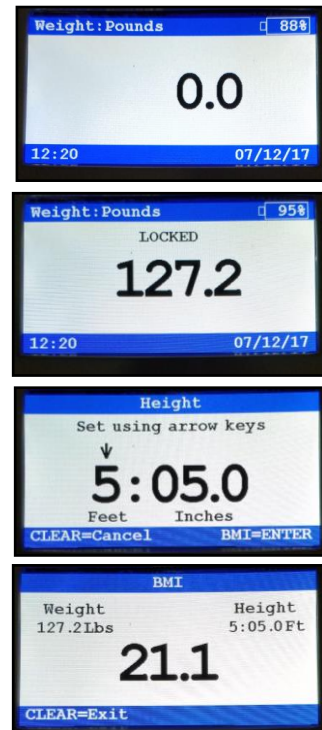 Weight:Pounds 88%
0.0
12:20 07/12/17
Weight:Pounds 95%
LOCKED
127.2
12:20 07/12/17
Height
Set using arrow keys
5:05.0
Feet Inches
CLEAR=Cancel BMI=ENTER
BMI
Weight Height
127.2Lbs 5:05.0Ft
21.1
CLEAR=Exit